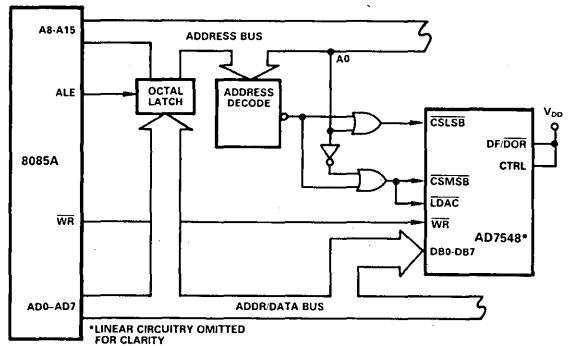 A8-A15
ADDRESS BUS
A0
ALE
OCTAL
LATCH
ADDRESS
DECODE
V_DD
CSLSB
DF/DOR
CTRL
8085A
CSMSB
LDAC
WR
WR
AD7548*
DB0-DB7
AD0-AD7
ADDR/DATA BUS
*LINEAR CIRCUITRY OMITTED
FOR CLARITY